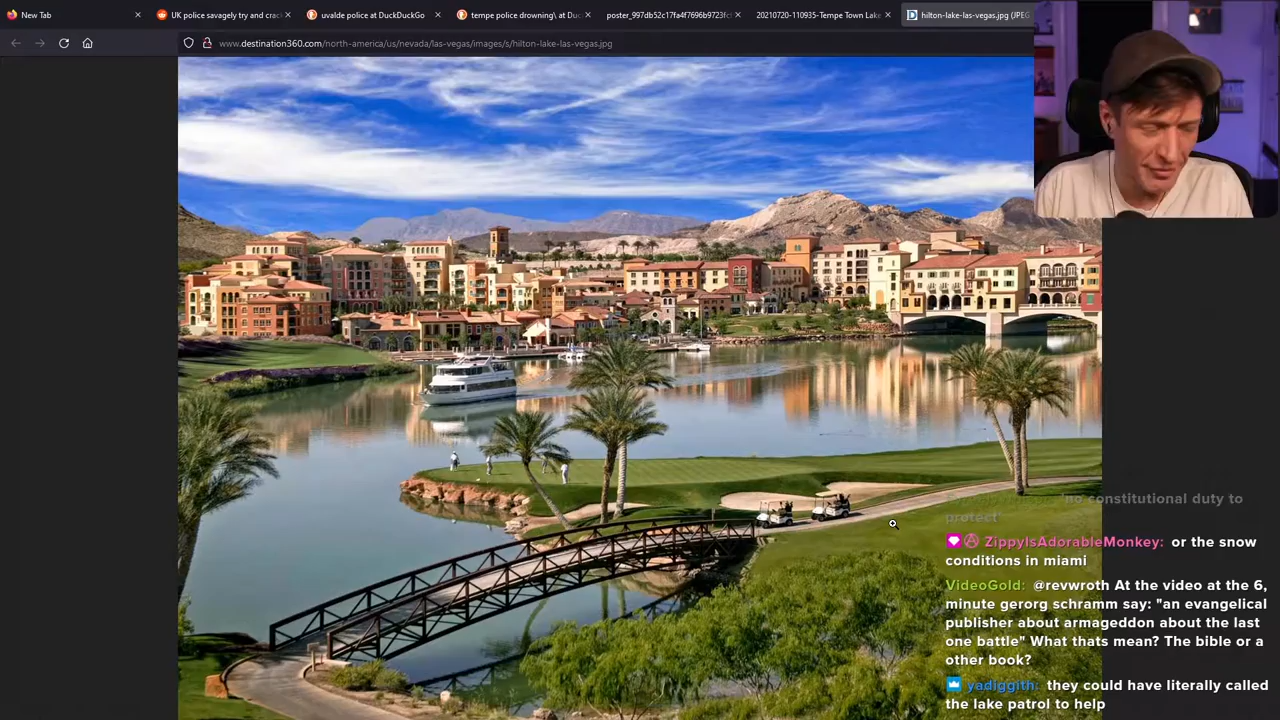 New Tab
UK police savagely try and crack
uvalde police at DuckDuckGo
tempe police drowning\ at Duc
poster_997db52c17fa4f7696b9723fc
20210720-110935-Tempe Town Lake
hilton-lake-las-vegas.jpg (JPEG
www.destination360.com/north-america/us/nevada/las-vegas/images/s/hilton-lake-las-vegas.jpg
"no constitutional duty to
protect"
ZippyIsAdorableMonkey: or the snow
conditions in miami
VideoGold: @revwroth At the video at the 6,
minute gerorg schramm say: "an evangelical
publisher about armageddon about the last
one battle" What thats mean? The bible or a
other book?
yadiggith: they could have literally called
the lake patrol to help